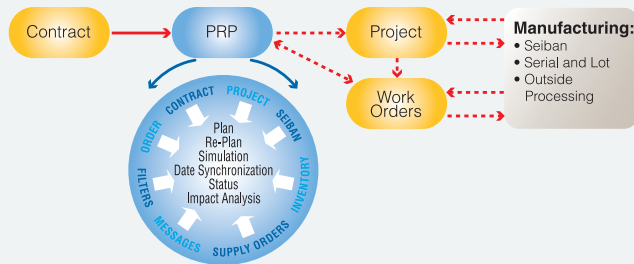 Contract
PRP
Project
Manufacturing:
• Seiban
• Serial and Lot
• Outside
Processing
Work
Orders
CONTRACT
PROJECT
SEIBAN
INVENTORY
SUPPLY ORDERS
MESSAGES
FILTERS
ORDER
Plan
Re-Plan
Simulation
Date Synchronization
Status
Impact Analysis